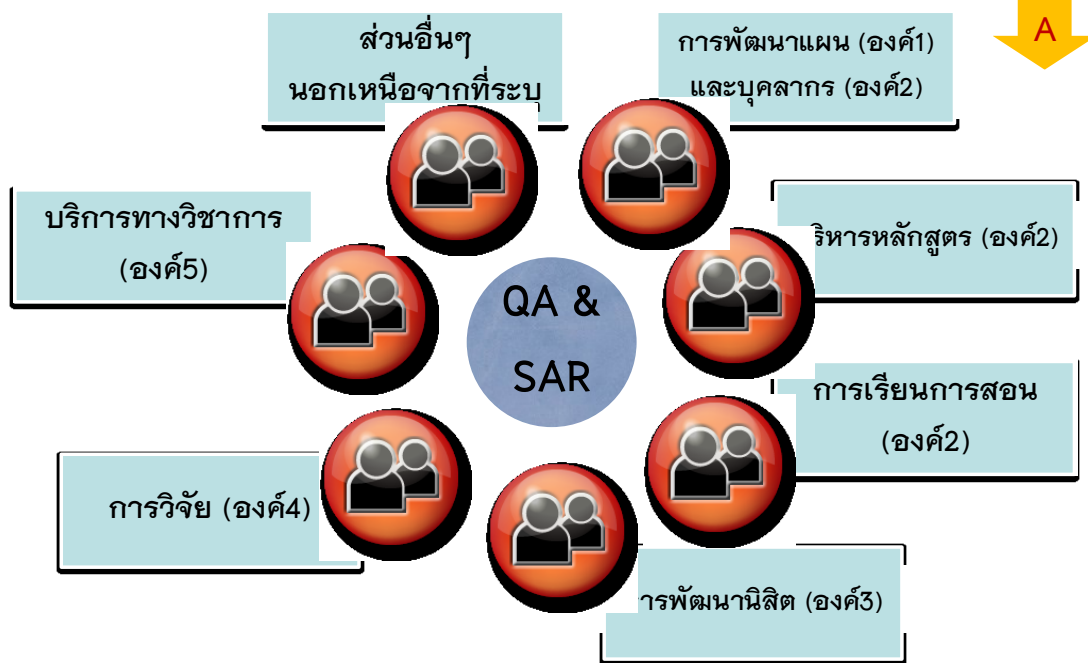 ส่วนอื่นๆ
นอกเหนือจากที่ระบุ
การพัฒนาแผน (องค์1)
และบุคลากร (องค์2)
A
บริการทางวิชาการ
(องค์5)
ริหารหลักสูตร (องค์2)
QA &
SAR
การเรียนการสอน
(องค์2)
การวิจัย (องค์4)
ารพัฒนานิสิต (องค์3)